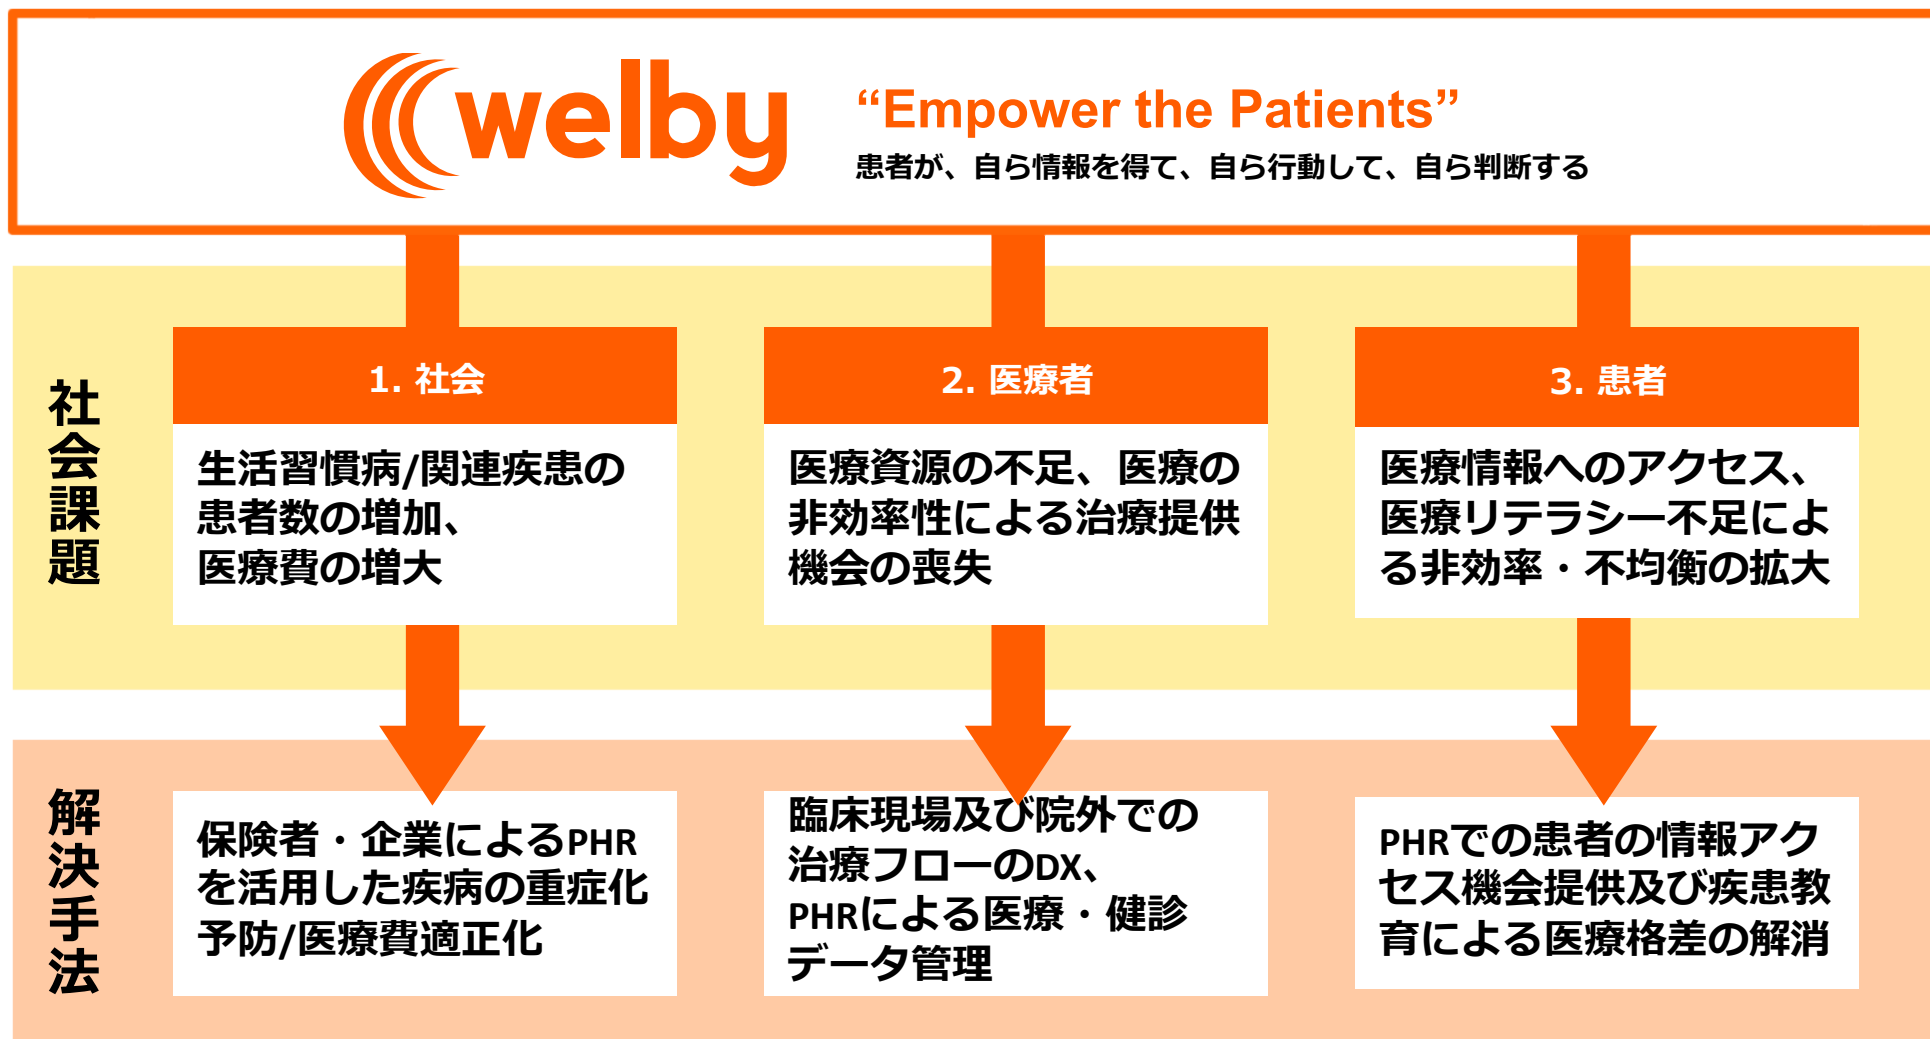 welby
“Empower the Patients”
患者が、自ら情報を得て、自ら行動して、自ら判断する
社会課題
1. 社会
生活習慣病/関連疾患の
患者数の増加、
医療費の増大
2. 医療者
医療資源の不足、医療の
非効率性による治療提供
機会の喪失
3. 患者
医療情報へのアクセス、
医療リテラシー不足によ
る非効率・不均衡の拡大
解決手法
保険者・企業によるPHR
を活用した疾病の重症化
予防/医療費適正化
臨床現場及び院外での
治療フローのDX、
PHRによる医療・健診
データ管理
PHRでの患者の情報アク
セス機会提供及び疾患教
育による医療格差の解消